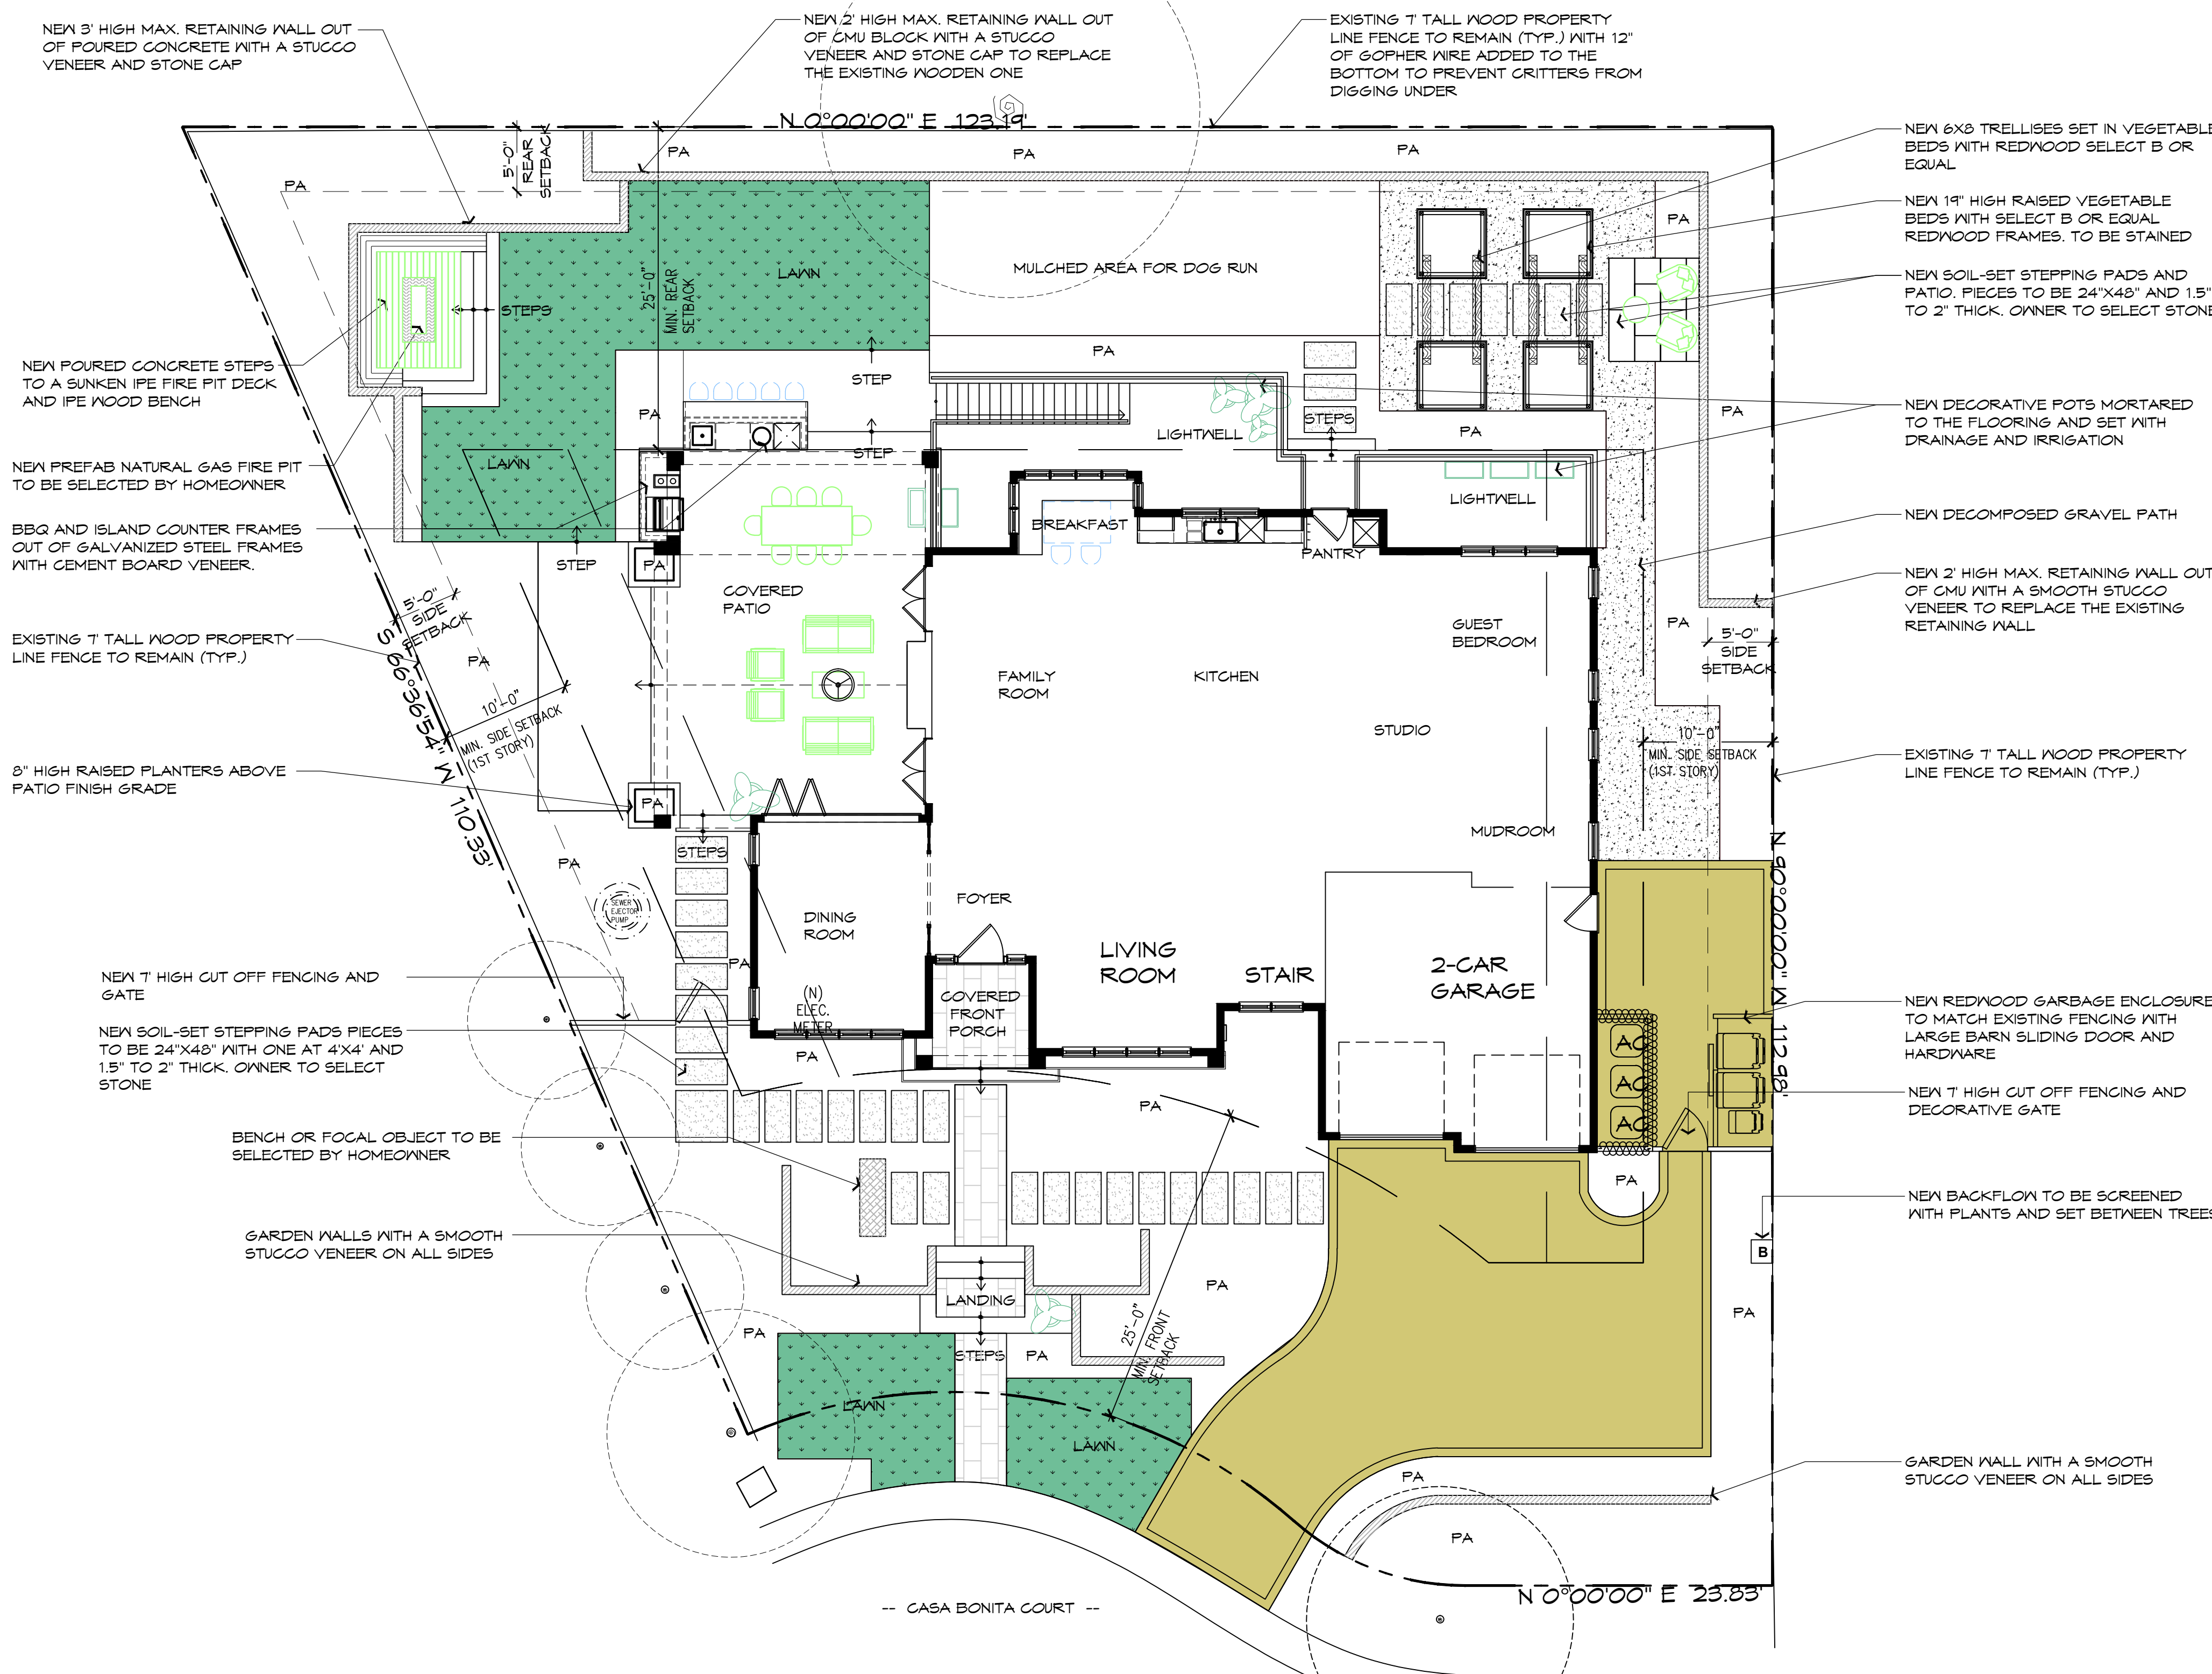 NEW 3' HIGH MAX. RETAINING WALL OUT
OF POURED CONCRETE WITH A STUCCO
VENEER AND STONE CAP
NEW 2' HIGH MAX. RETAINING WALL OUT
OF CMU BLOCK WITH A STUCCO
VENEER AND STONE CAP TO REPLACE
THE EXISTING WOODEN ONE
EXISTING 7' TALL WOOD PROPERTY
LINE FENCE TO REMAIN (TYP.) WITH 12"
OF GOPHER WIRE ADDED TO THE
BOTTOM TO PREVENT CRITTERS FROM
DIGGING UNDER
N 0°00'00" E 123.19'
NEW 6X8 TRELLISES SET IN VEGETABLE
BEDS WITH REDWOOD SELECT B OR
EQUAL
NEW 19" HIGH RAISED VEGETABLE
BEDS WITH SELECT B OR EQUAL
REDWOOD FRAMES. TO BE STAINED
NEW SOIL-SET STEPPING PADS AND
PATIO. PIECES TO BE 24"X48" AND 1.5"
TO 2" THICK. OWNER TO SELECT STONE
NEW DECORATIVE POTS MORTARED
TO THE FLOORING AND SET WITH
DRAINAGE AND IRRIGATION
NEW DECOMPOSED GRAVEL PATH
NEW 2' HIGH MAX. RETAINING WALL OUT
OF CMU WITH A SMOOTH STUCCO
VENEER TO REPLACE THE EXISTING
RETAINING WALL
EXISTING 7' TALL WOOD PROPERTY
LINE FENCE TO REMAIN (TYP.)
NEW REDWOOD GARBAGE ENCLOSURE
TO MATCH EXISTING FENCING WITH
LARGE BARN SLIDING DOOR AND
HARDWARE
NEW 7' HIGH CUT OFF FENCING AND
DECORATIVE GATE
NEW BACKFLOW TO BE SCREENED
WITH PLANTS AND SET BETWEEN TREES
GARDEN WALL WITH A SMOOTH
STUCCO VENEER ON ALL SIDES
NEW POURED CONCRETE STEPS
TO A SUNKEN IPE FIRE PIT DECK
AND IPE WOOD BENCH
NEW PREFAB NATURAL GAS FIRE PIT
TO BE SELECTED BY HOMEOWNER
BBQ AND ISLAND COUNTER FRAMES
OUT OF GALVANIZED STEEL FRAMES
WITH CEMENT BOARD VENEER.
EXISTING 7' TALL WOOD PROPERTY
LINE FENCE TO REMAIN (TYP.)
8" HIGH RAISED PLANTERS ABOVE
PATIO FINISH GRADE
NEW 7' HIGH CUT OFF FENCING AND
GATE
NEW SOIL-SET STEPPING PADS PIECES
TO BE 24"X48" WITH ONE AT 4'X4' AND
1.5" TO 2" THICK. OWNER TO SELECT
STONE
BENCH OR FOCAL OBJECT TO BE
SELECTED BY HOMEOWNER
GARDEN WALLS WITH A SMOOTH
STUCCO VENEER ON ALL SIDES
5'-0"
REAR
SETBACK
PA
PA
PA
PA
PA
PA
LAWN
25'-0"
MIN. REAR
SETBACK
MULCHED AREA FOR DOG RUN
STEPS
PA
STEP
PA
STEP
LIGHTWELL
STEPS
PA
LAWN
LIGHTWELL
BREAKFAST
PANTRY
STEP
PA
COVERED
PATIO
5'-0"
SIDE
SETBACK
S 66°36'54" W 110.33'
PA
10'-0"
MIN. SIDE SETBACK
(1ST STORY)
FAMILY
ROOM
KITCHEN
GUEST
BEDROOM
STUDIO
PA
5'-0"
SIDE
SETBACK
10'-0"
MIN. SIDE SETBACK
(1ST STORY)
PA
MUDROOM
N 90°00'00" W 112.98'
STEPS
PA
SEWER
EJECTOR
PUMP
DINING
ROOM
FOYER
PA
LIVING
ROOM
STAIR
2-CAR
GARAGE
(N)
ELEC.
METER
COVERED
FRONT
PORCH
PA
AC
AC
AC
PA
PA
B
PA
PA
LANDING
25'-0"
MIN. FRONT
SETBACK
PA
STEPS
PA
LAWN
LAWN
PA
PA
N 0°00'00" E 23.83'
-- CASA BONITA COURT --